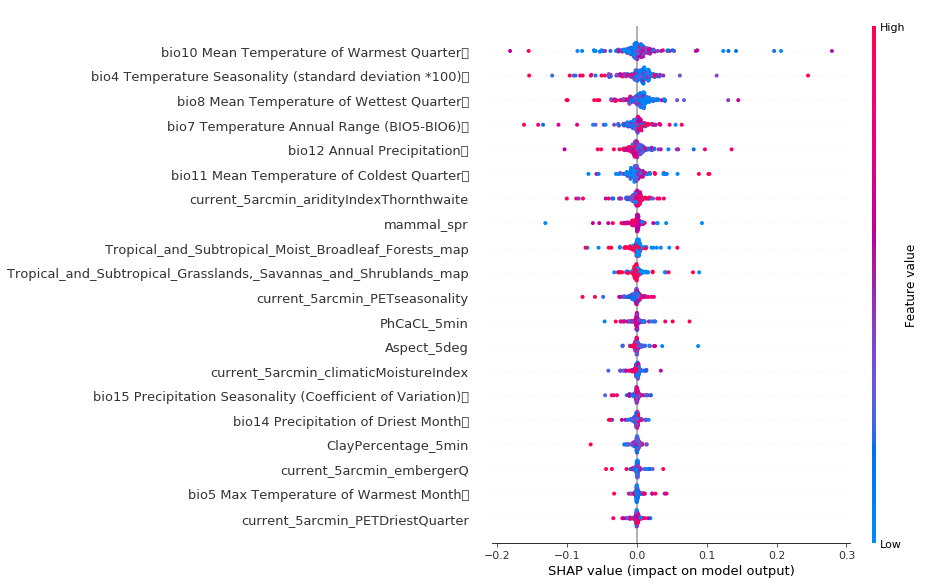 High
bio10 Mean Temperature of Warmest Quarter
bio4 Temperature Seasonality (standard deviation *100)
bio8 Mean Temperature of Wettest Quarter
bio7 Temperature Annual Range (BIO5-BIO6)
bio12 Annual Precipitation
bio11 Mean Temperature of Coldest Quarter
current_5arcmin_aridityIndexThornthwaite
mammal_spr
Tropical_and_Subtropical_Moist_Broadleaf_Forests_map
Tropical_and_Subtropical_Grasslands,_Savannas_and_Shrublands_map
current_5arcmin_PETseasonality
PhCaCL_5min
Aspect_5deg
current_5arcmin_climaticMoistureIndex
bio15 Precipitation Seasonality (Coefficient of Variation)
bio14 Precipitation of Driest Month
ClayPercentage_5min
current_5arcmin_embergerQ
bio5 Max Temperature of Warmest Month
current_5arcmin_PETDriestQuarter
Feature value
Low
−0.2 −0.1 0.0 0.1 0.2 0.3
SHAP value (impact on model output)